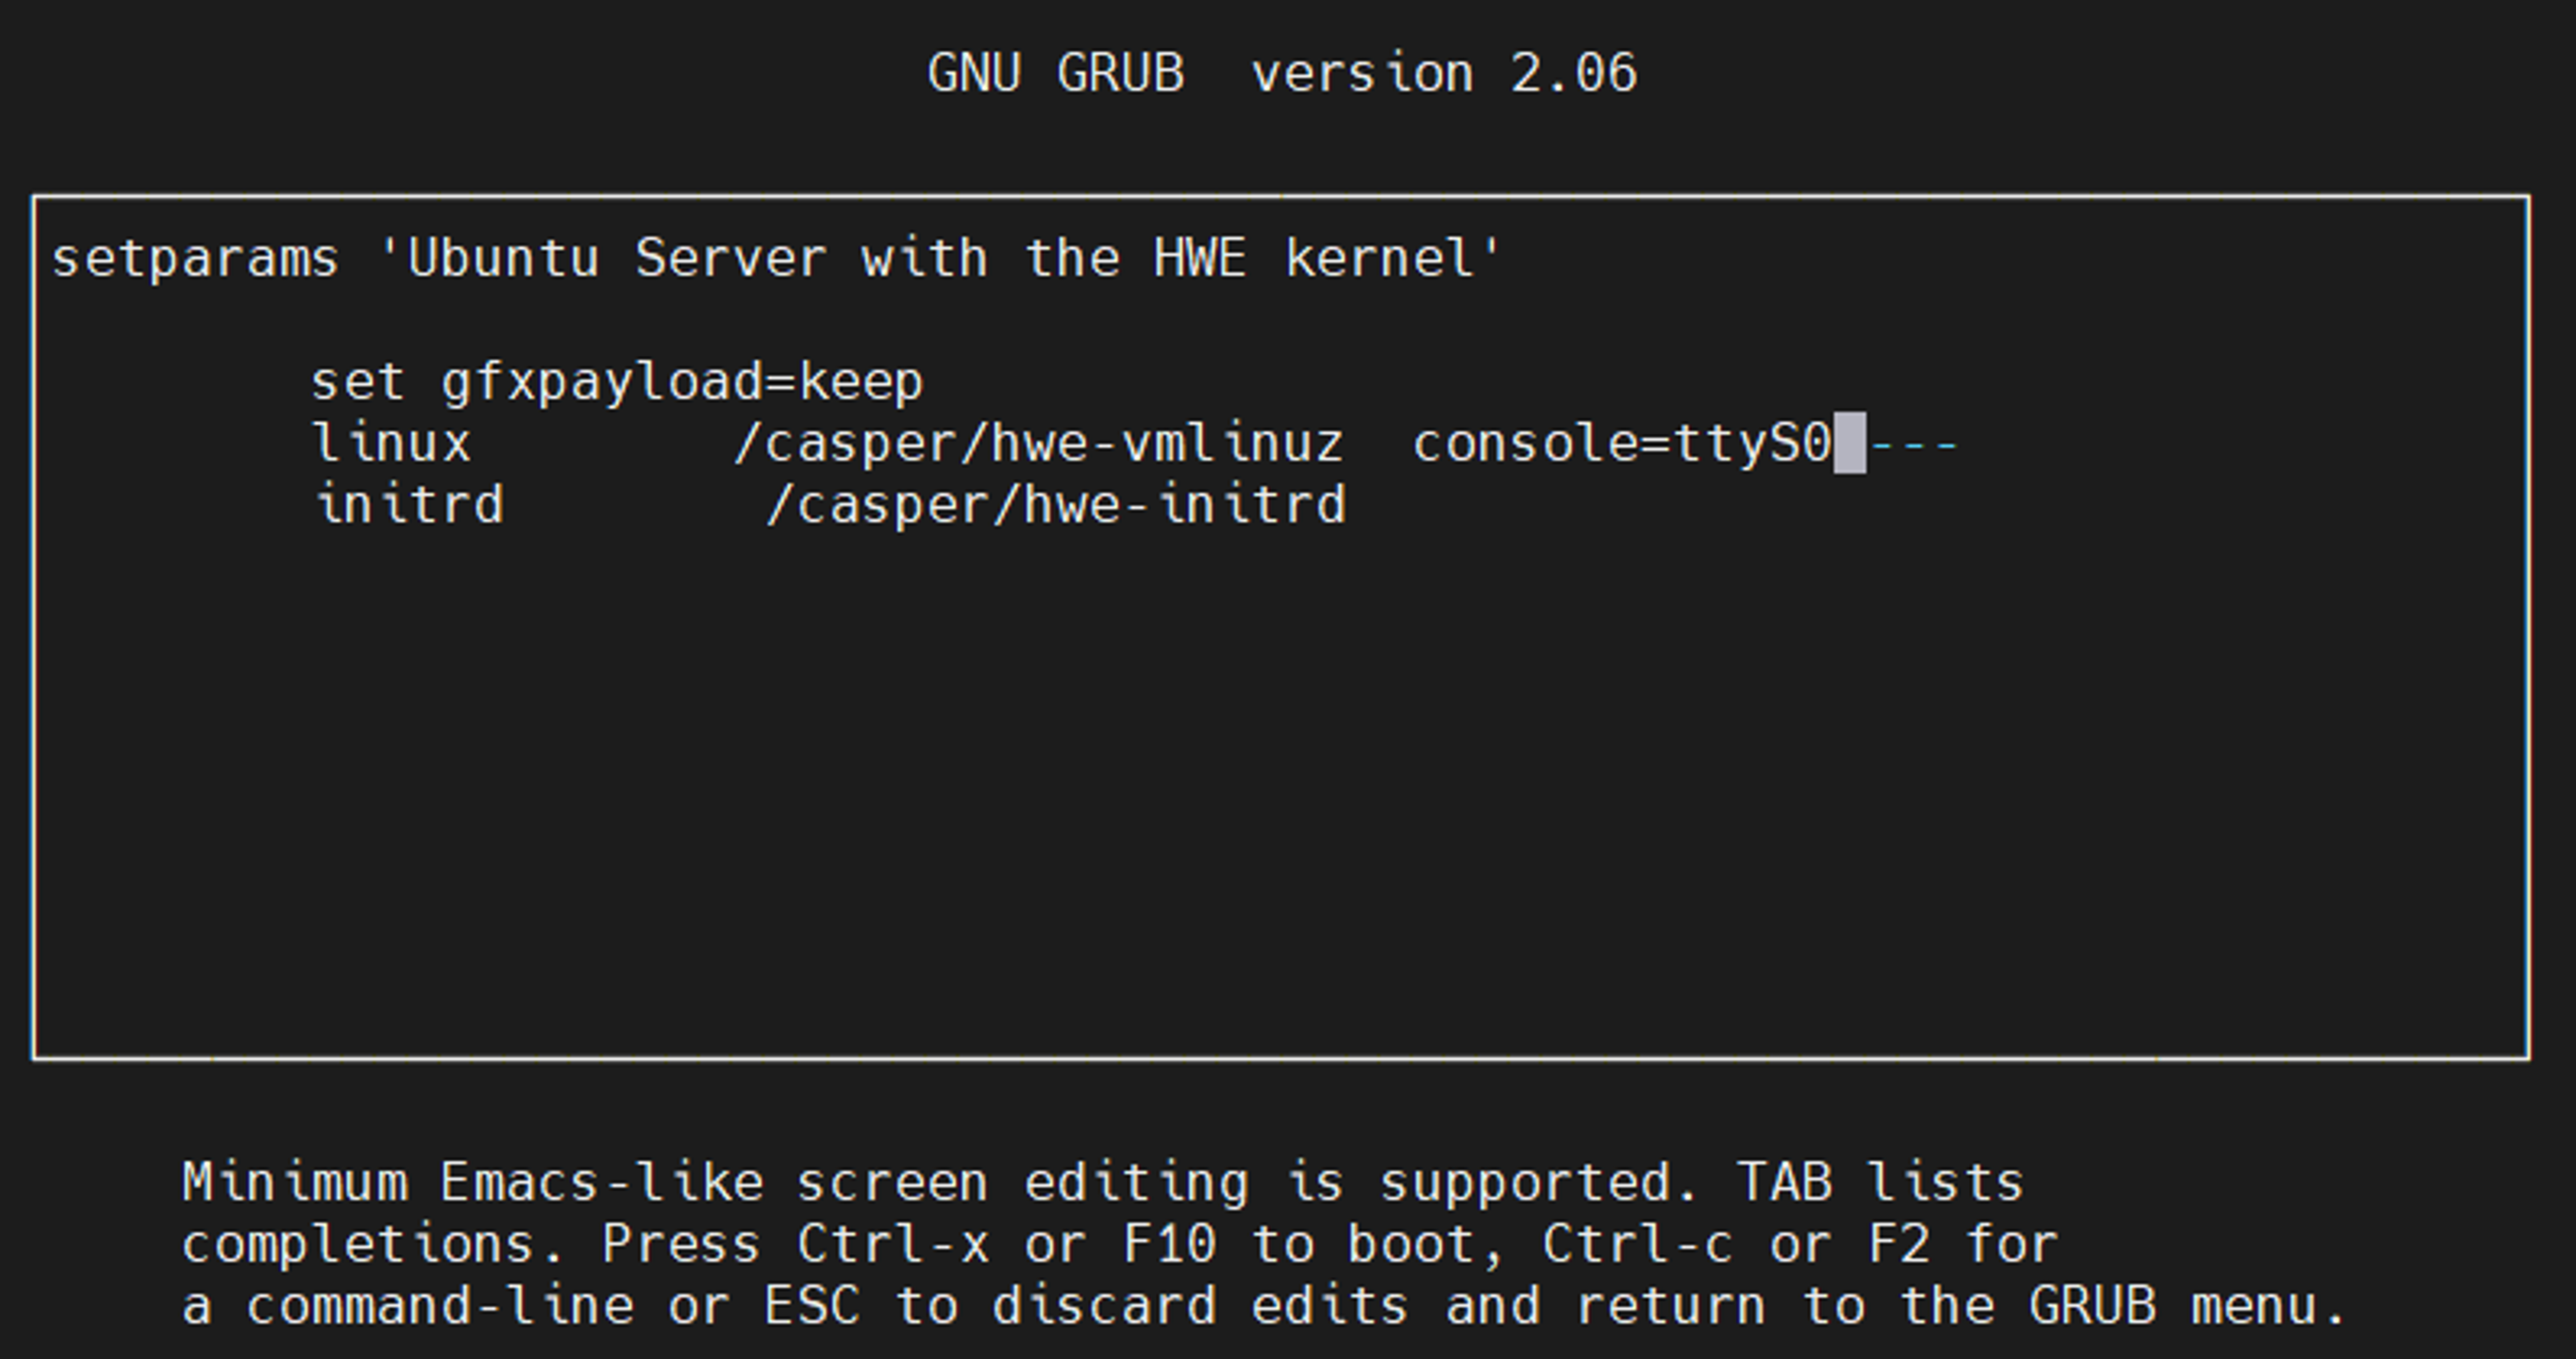 GNU GRUB  version 2.06
setparams 'Ubuntu Server with the HWE kernel'
set gfxpayload=keep
linux        /casper/hwe-vmlinuz  console=ttyS0 ---
initrd        /casper/hwe-initrd
Minimum Emacs-like screen editing is supported. TAB lists
completions. Press Ctrl-x or F10 to boot, Ctrl-c or F2 for
a command-line or ESC to discard edits and return to the GRUB menu.